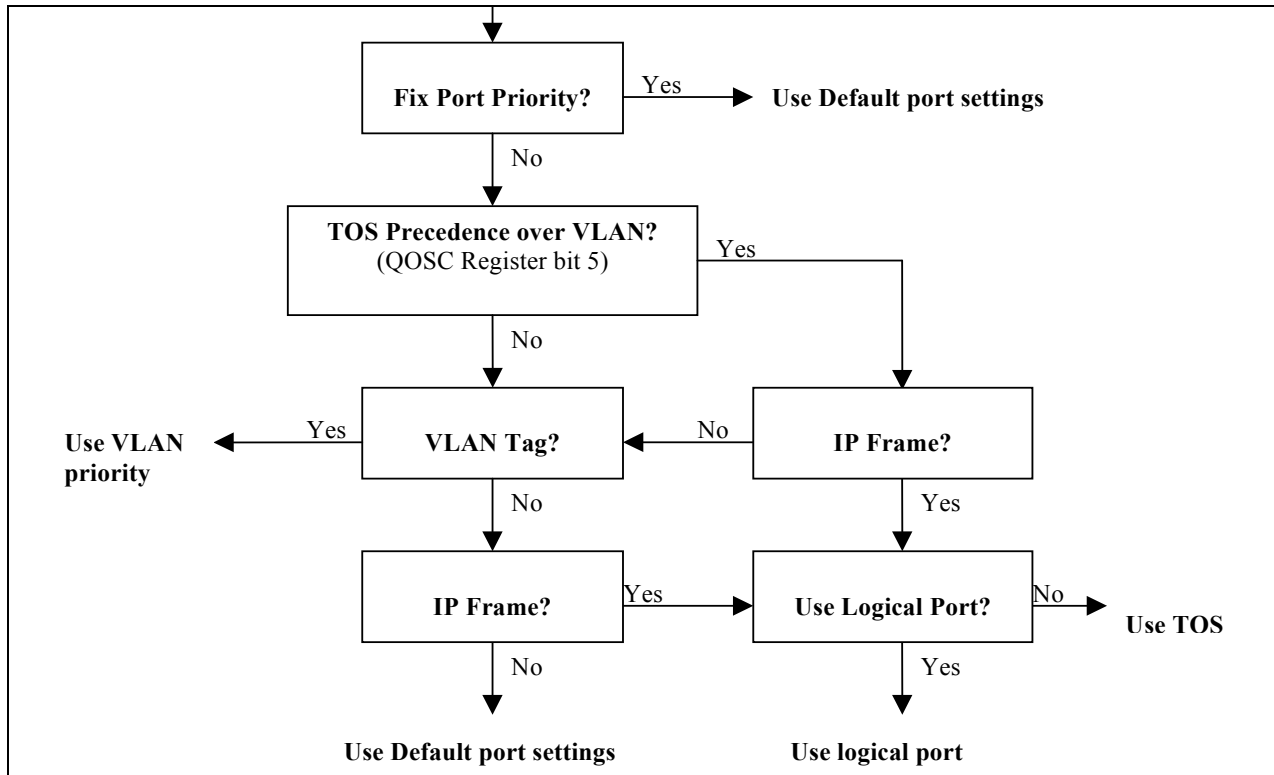 Fix Port Priority?
Yes
Use Default port settings
No
TOS Precedence over VLAN?
(QOSC Register bit 5)
Yes
No
Use VLAN
priority
Yes
VLAN Tag?
No
IP Frame?
No
Yes
IP Frame?
Yes
Use Logical Port?
No
Use TOS
No
Yes
Use Default port settings
Use logical port